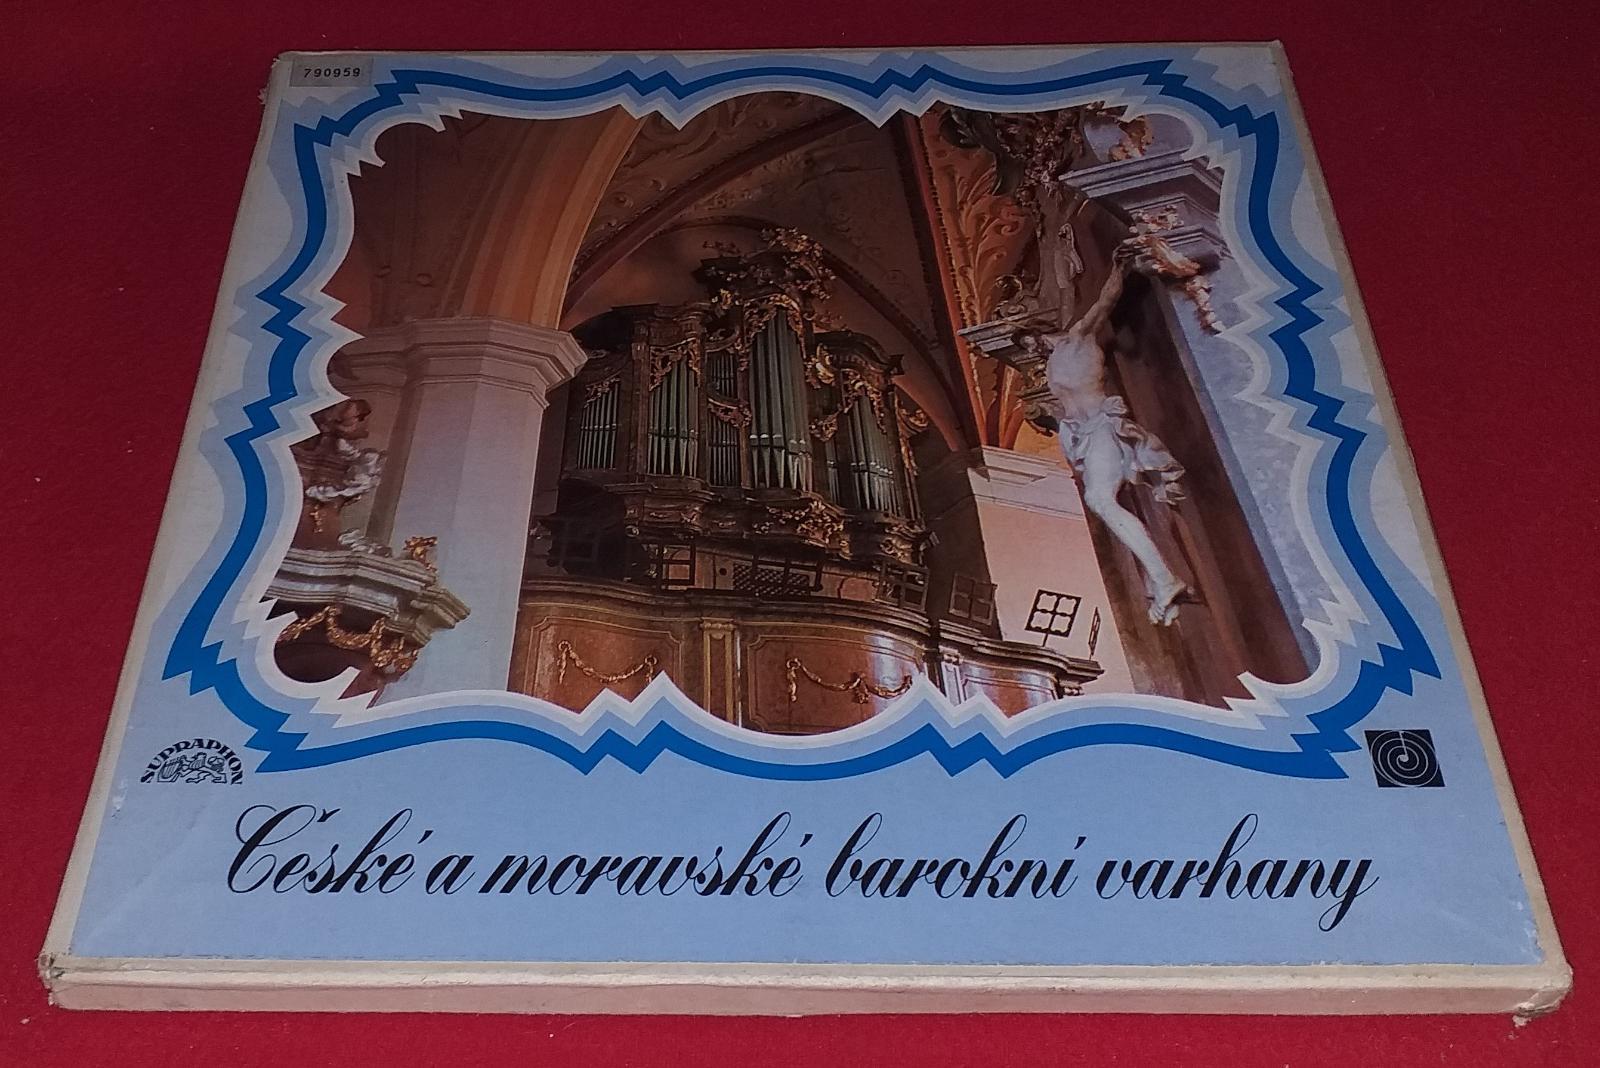 790959
SUPRAPHON
České a moravské barokní varhany